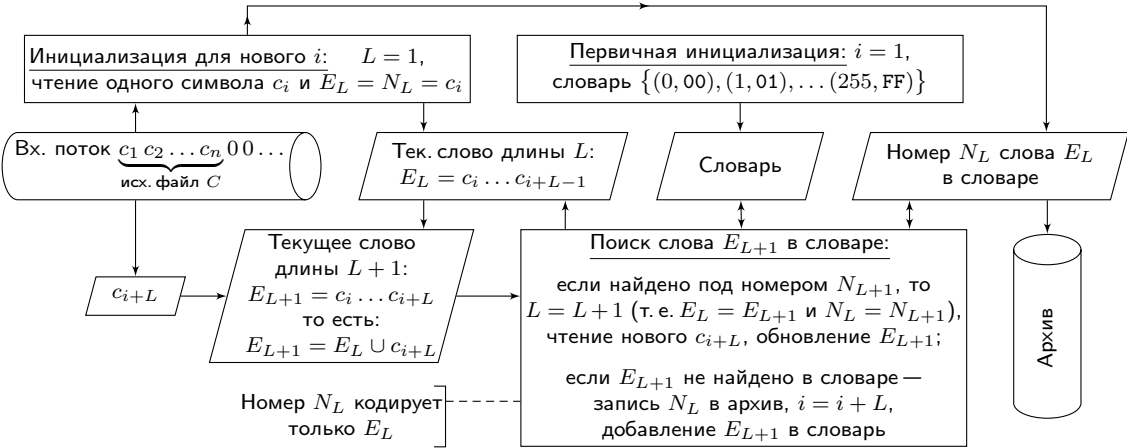 Инициализация для нового i:   L = 1,
чтение одного символа c_i и E_L = N_L = c_i
Первичная инициализация: i = 1,
словарь {(0, 00), (1, 01), ... (255, FF)}
Вх. поток c_1 c_2 ... c_n 0 0 ...
исх. файл C
Тек. слово длины L:
E_L = c_i ... c_{i+L−1}
Словарь
Номер N_L слова E_L
в словаре
c_{i+L}
Текущее слово
длины L + 1:
E_{L+1} = c_i ... c_{i+L}
то есть:
E_{L+1} = E_L ∪ c_{i+L}
Поиск слова E_{L+1} в словаре:
если найдено под номером N_{L+1}, то
L = L + 1 (т. е. E_L = E_{L+1} и N_L = N_{L+1}),
чтение нового c_{i+L}, обновление E_{L+1};
если E_{L+1} не найдено в словаре —
запись N_L в архив, i = i + L,
добавление E_{L+1} в словарь
Архив
Номер N_L кодирует
только E_L